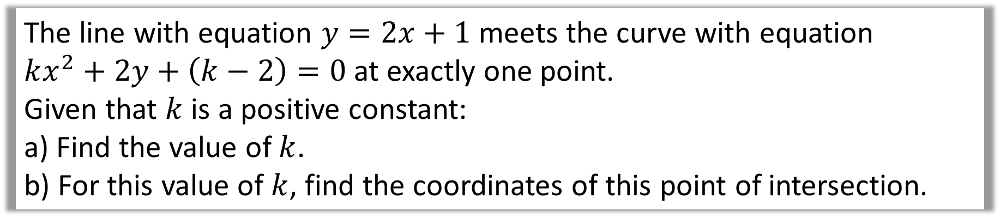 The line with equation y = 2x + 1 meets the curve with equation
kx² + 2y + (k − 2) = 0 at exactly one point.
Given that k is a positive constant:
a) Find the value of k.
b) For this value of k, find the coordinates of this point of intersection.